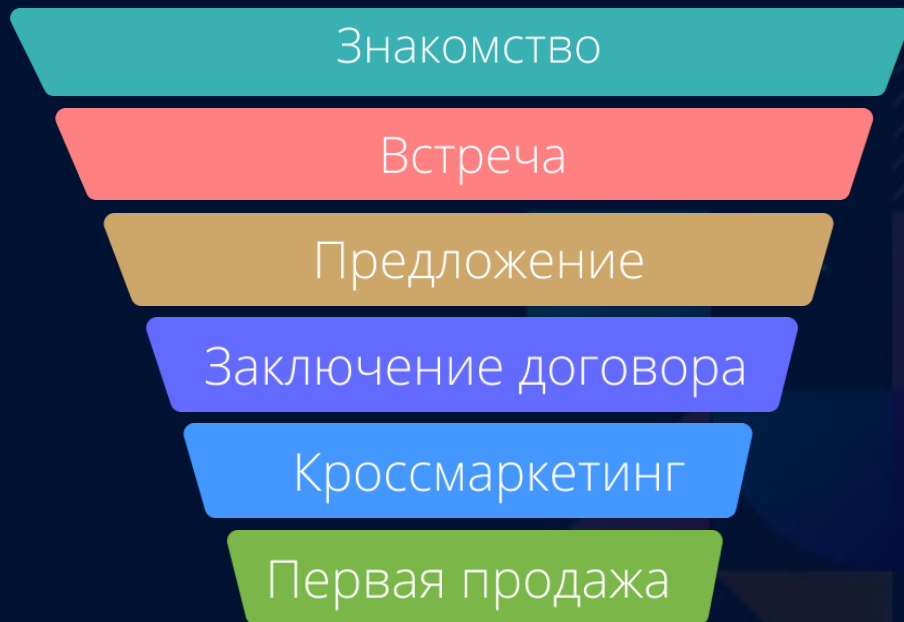 Знакомство
Встреча
Предложение
Заключение договора
Кроссмаркетинг
Первая продажа